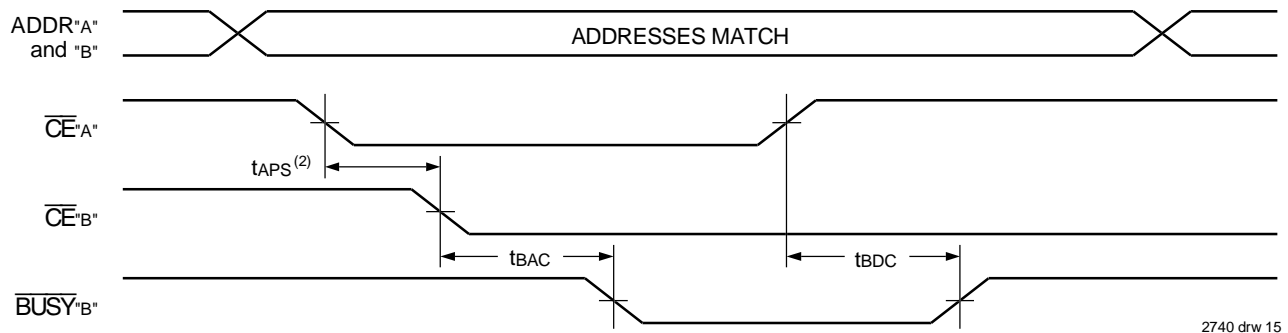 ADDR"A"
and "B"
ADDRESSES MATCH
CE"A"
tAPS(2)
CE"B"
tBAC
tBDC
BUSY"B"
2740 drw 15